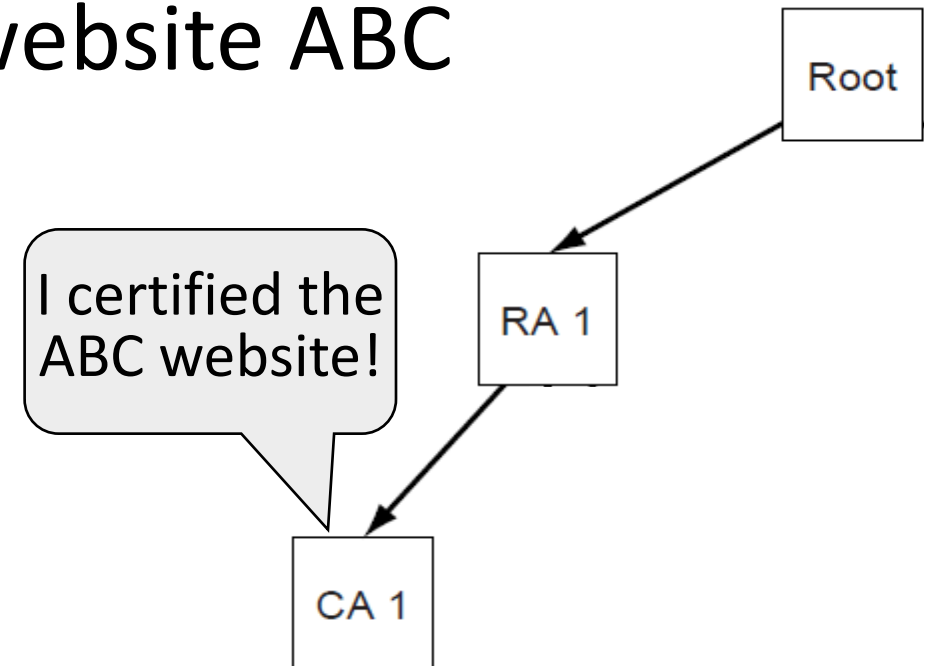 website ABC
Root
I certified the
ABC website!
RA 1
CA 1